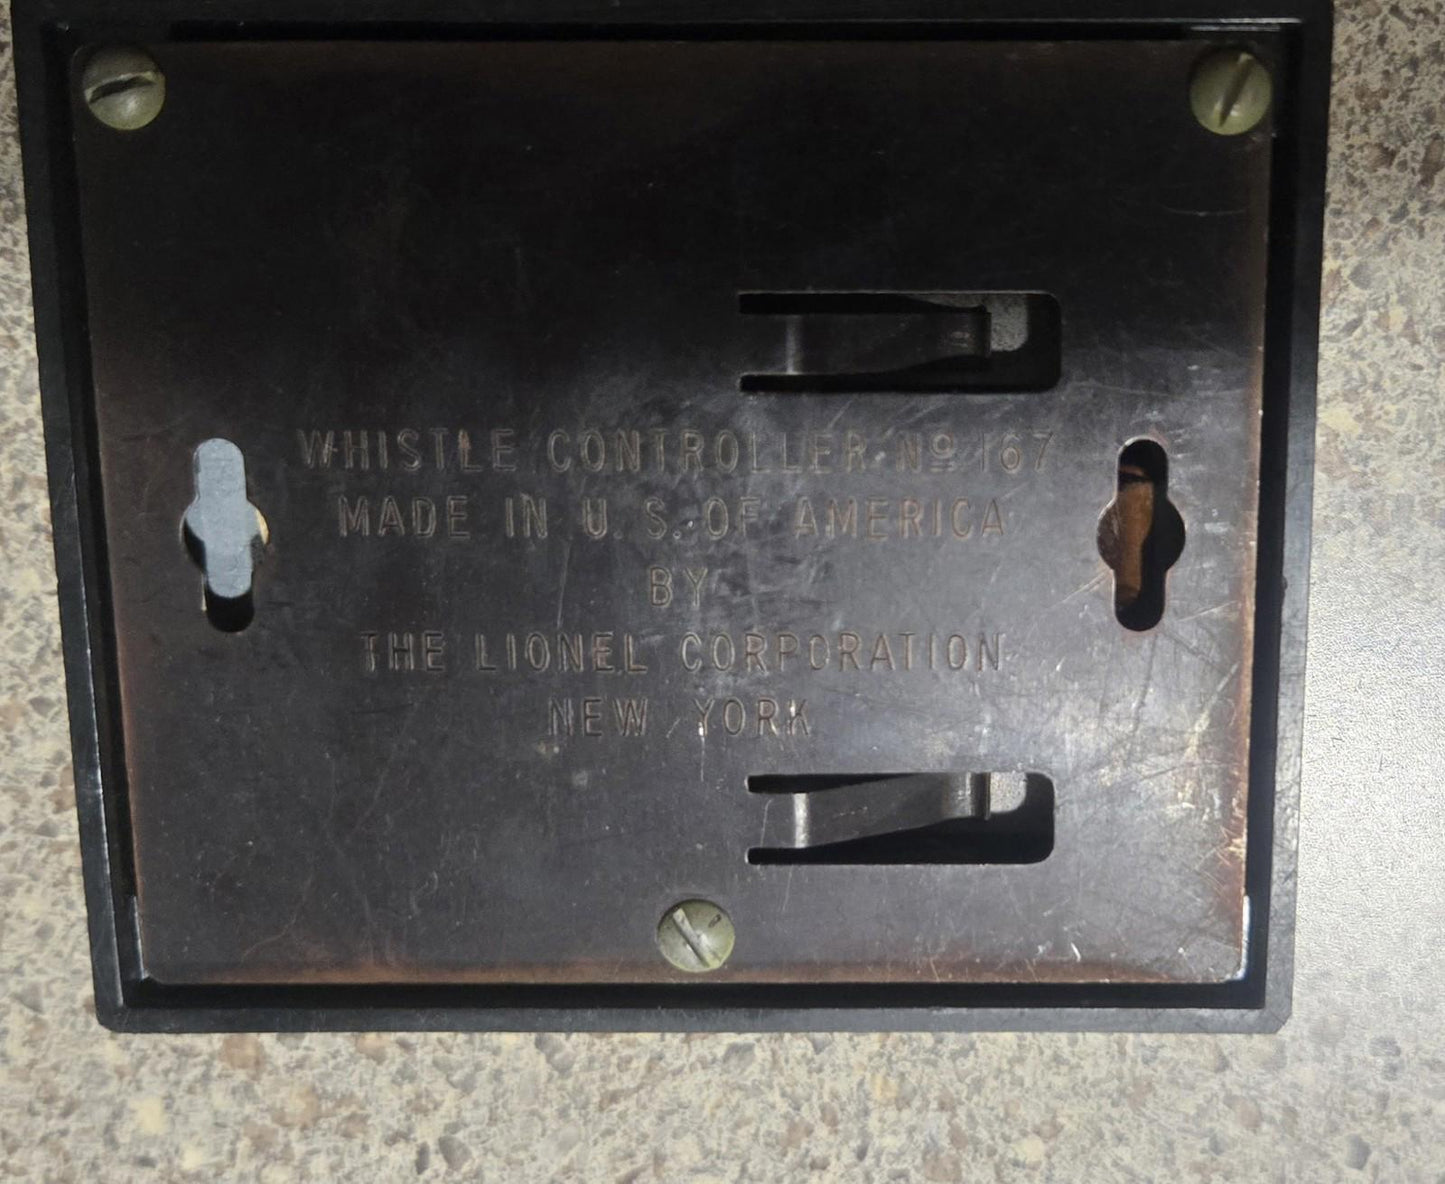 WHISTLE CONTROLLER Nº 167
MADE IN U. S. OF AMERICA
BY
THE LIONEL CORPORATION
NEW YORK